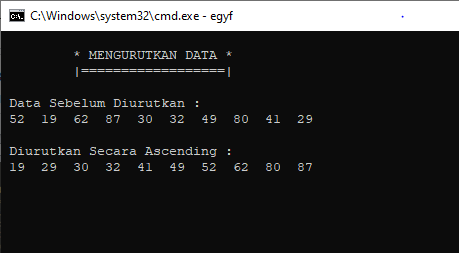 C:\Windows\system32\cmd.exe - egyf
* MENGURUTKAN DATA *
|==================|
Data Sebelum Diurutkan :
52 19 62 87 30 32 49 80 41 29
Diurutkan Secara Ascending :
19 29 30 32 41 49 52 62 80 87